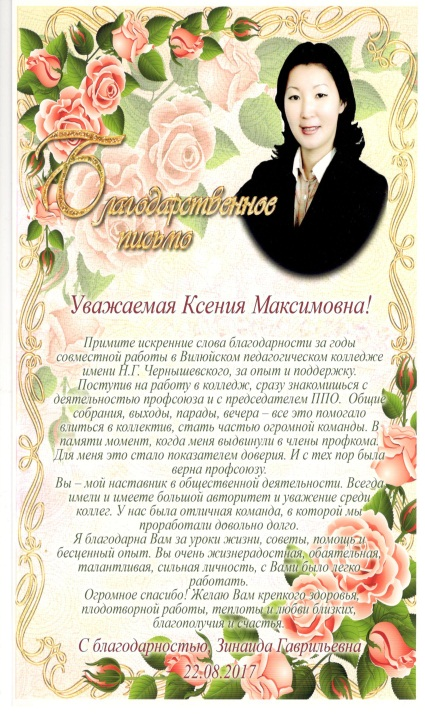 Благодарственное
письмо
Уважаемая Ксения Максимовна!
Примите искренние слова благодарности за годы
совместной работы в Вилюйском педагогическом колледже
имени Н.Г. Чернышевского, за опыт и поддержку.
Поступив на работу в колледж, сразу знакомишься с
деятельностью профсоюза и с председателем ППО. Общие
собрания, выходы, парады, вечера – все это помогало
влиться в коллектив, стать частью огромной команды. В
памяти момент, когда меня выдвинули в члены профкома.
Для меня это стало показателем доверия. И с тех пор была
верна профсоюзу.
Вы – мой наставник в общественной деятельности. Всегда
имели и имеете большой авторитет и уважение среди
коллег. У нас была отличная команда, в которой мы
проработали довольно долго.
Я благодарна Вам за уроки жизни, советы, помощь и
бесценный опыт. Вы очень жизнерадостная, обаятельная,
талантливая, сильная личность, с Вами было легко
работать.
Огромное спасибо! Желаю Вам крепкого здоровья,
плодотворной работы, теплоты и любви близких,
благополучия и счастья.
С благодарностью, Зинаида Гаврильевна
22.08.2017